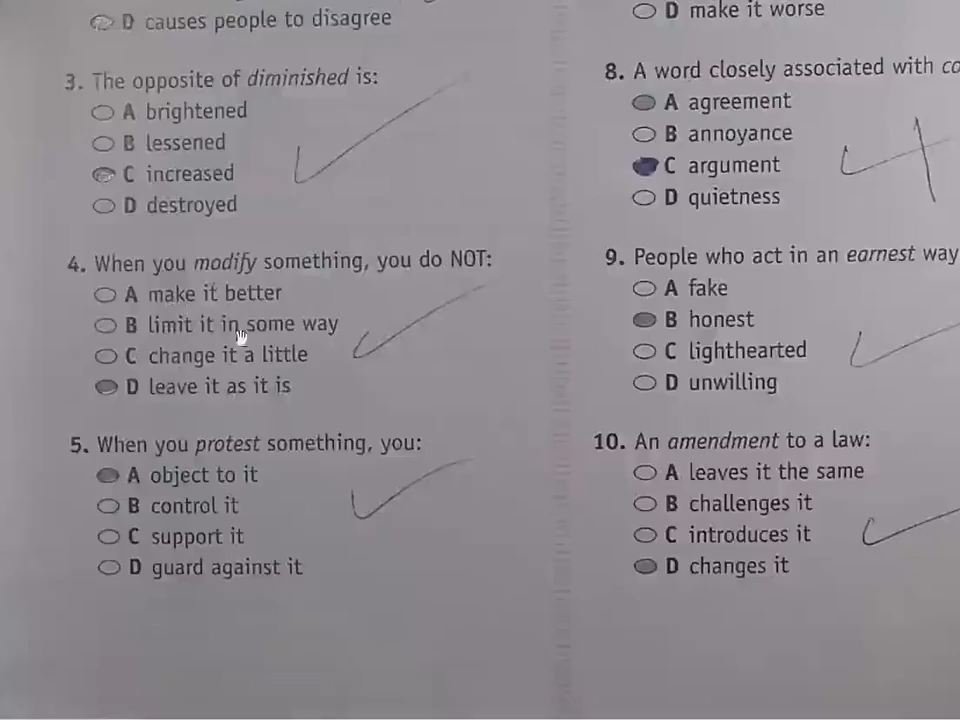 D causes people to disagree
3. The opposite of diminished is:
A brightened
B lessened
C increased
D destroyed
4. When you modify something, you do NOT:
A make it better
B limit it in some way
C change it a little
D leave it as it is
5. When you protest something, you:
A object to it
B control it
C support it
D guard against it
D make it worse
8. A word closely associated with co
A agreement
B annoyance
C argument
D quietness
9. People who act in an earnest way
A fake
B honest
C lighthearted
D unwilling
10. An amendment to a law:
A leaves it the same
B challenges it
C introduces it
D changes it